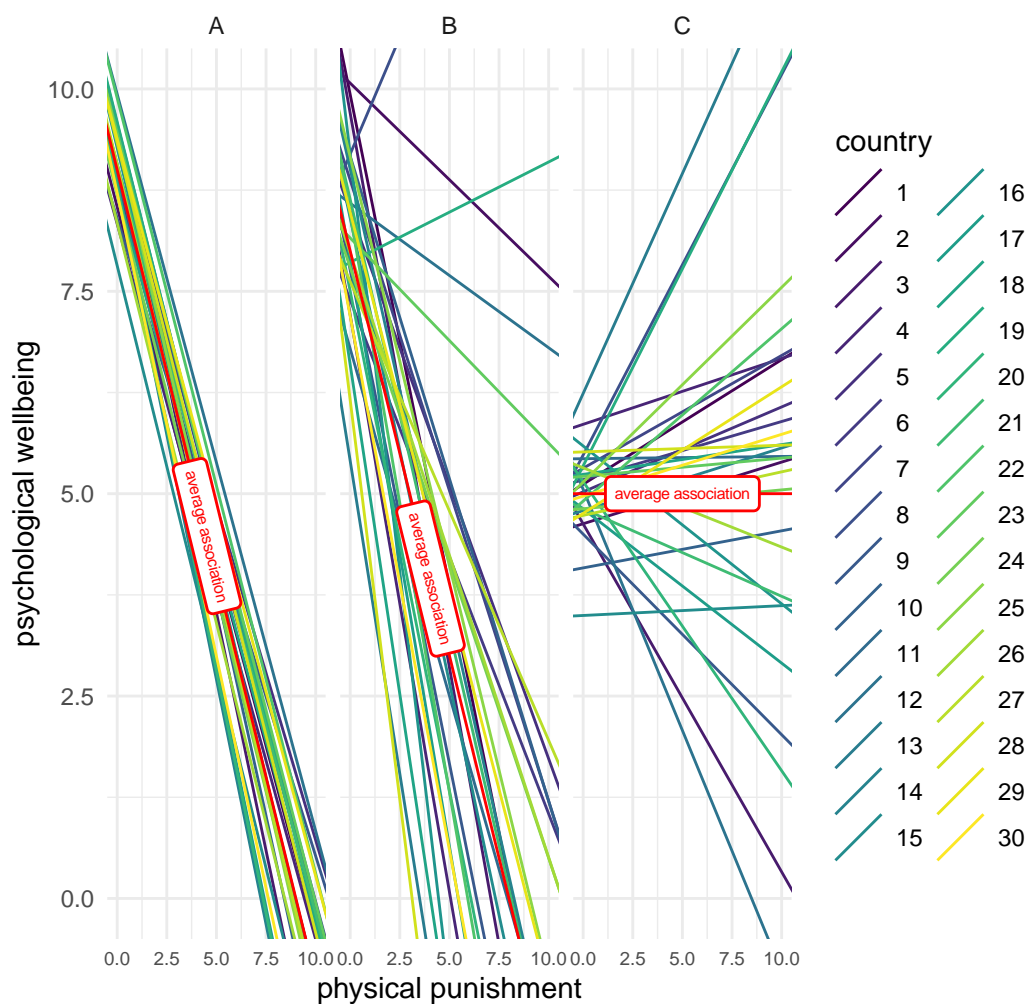 A B C
10.0
7.5
5.0
2.5
0.0
psychological wellbeing
average association
average association
average association
0.0 2.5 5.0 7.5 10.0 0.0 2.5 5.0 7.5 10.0 0.0 2.5 5.0 7.5 10.0
physical punishment
country
1 16
2 17
3 18
4 19
5 20
6 21
7 22
8 23
9 24
10 25
11 26
12 27
13 28
14 29
15 30